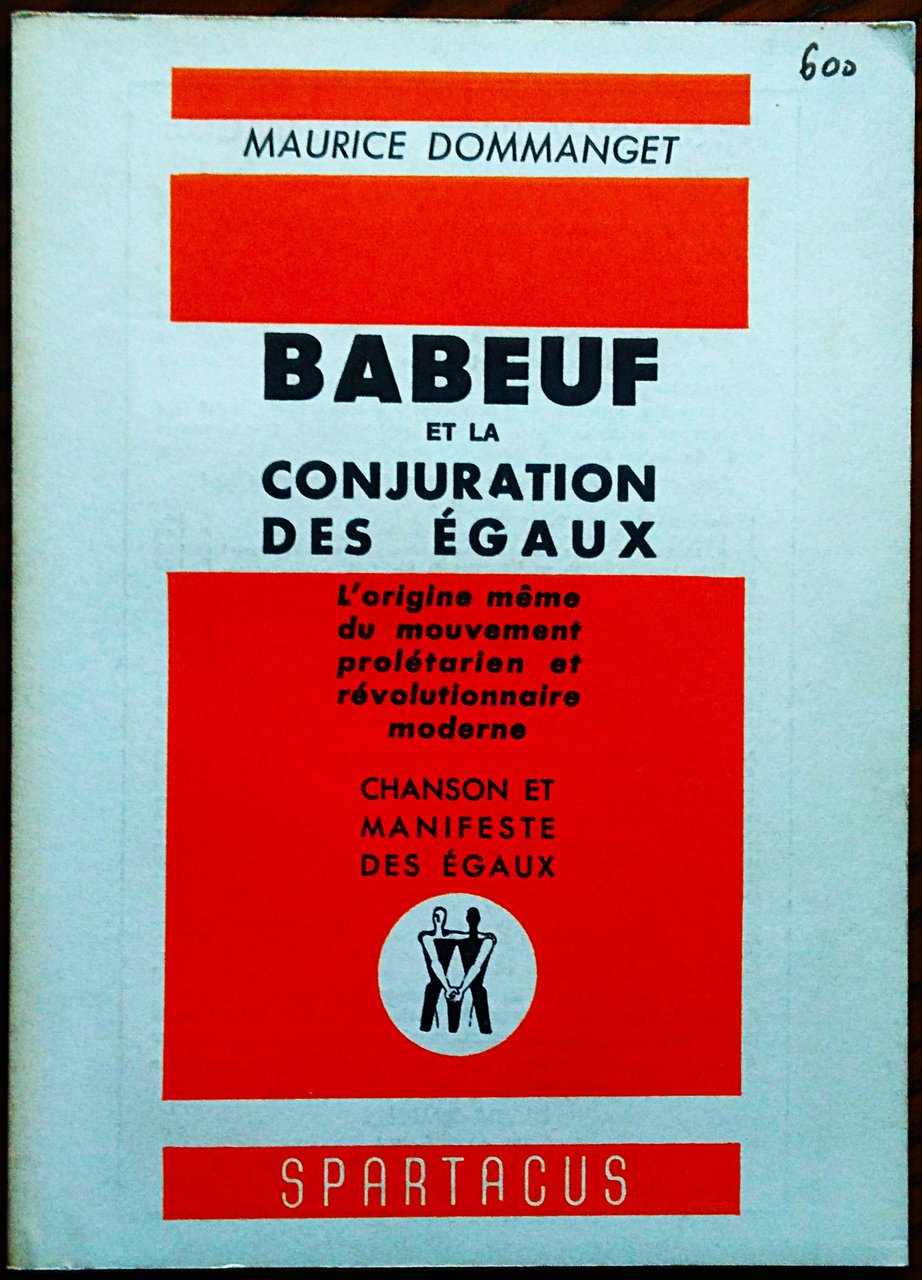 600
MAURICE DOMMANGET
BABEUF
ET LA
CONJURATION
DES ÉGAUX
L'origine même
du mouvement
prolétarien et
révolutionnaire
moderne
CHANSON ET
MANIFESTE
DES ÉGAUX
SPARTACUS